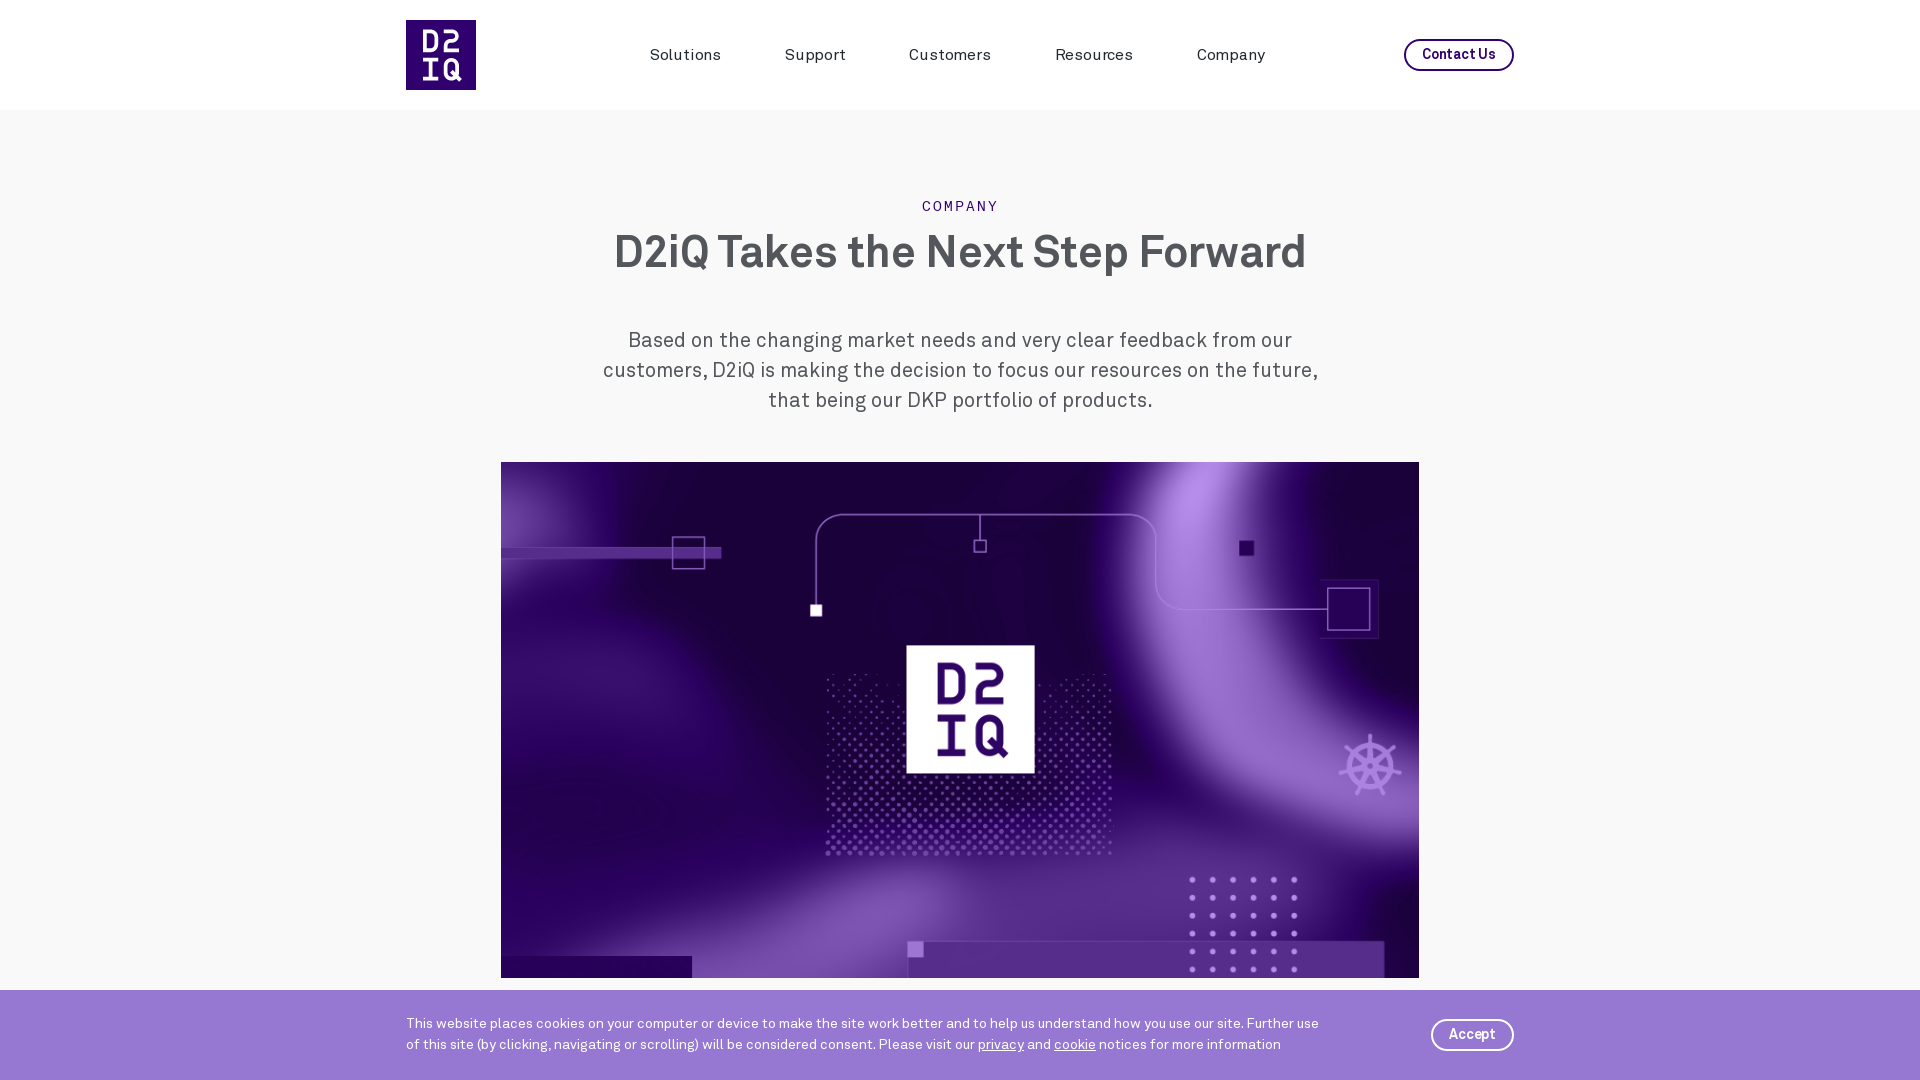 D2
IQ
Solutions
Support
Customers
Resources
Company
Contact Us
COMPANY
D2iQ Takes the Next Step Forward
Based on the changing market needs and very clear feedback from our
customers, D2iQ is making the decision to focus our resources on the future,
that being our DKP portfolio of products.
D2
IQ
This website places cookies on your computer or device to make the site work better and to help us understand how you use our site. Further use
of this site (by clicking, navigating or scrolling) will be considered consent. Please visit our privacy and cookie notices for more information
Accept